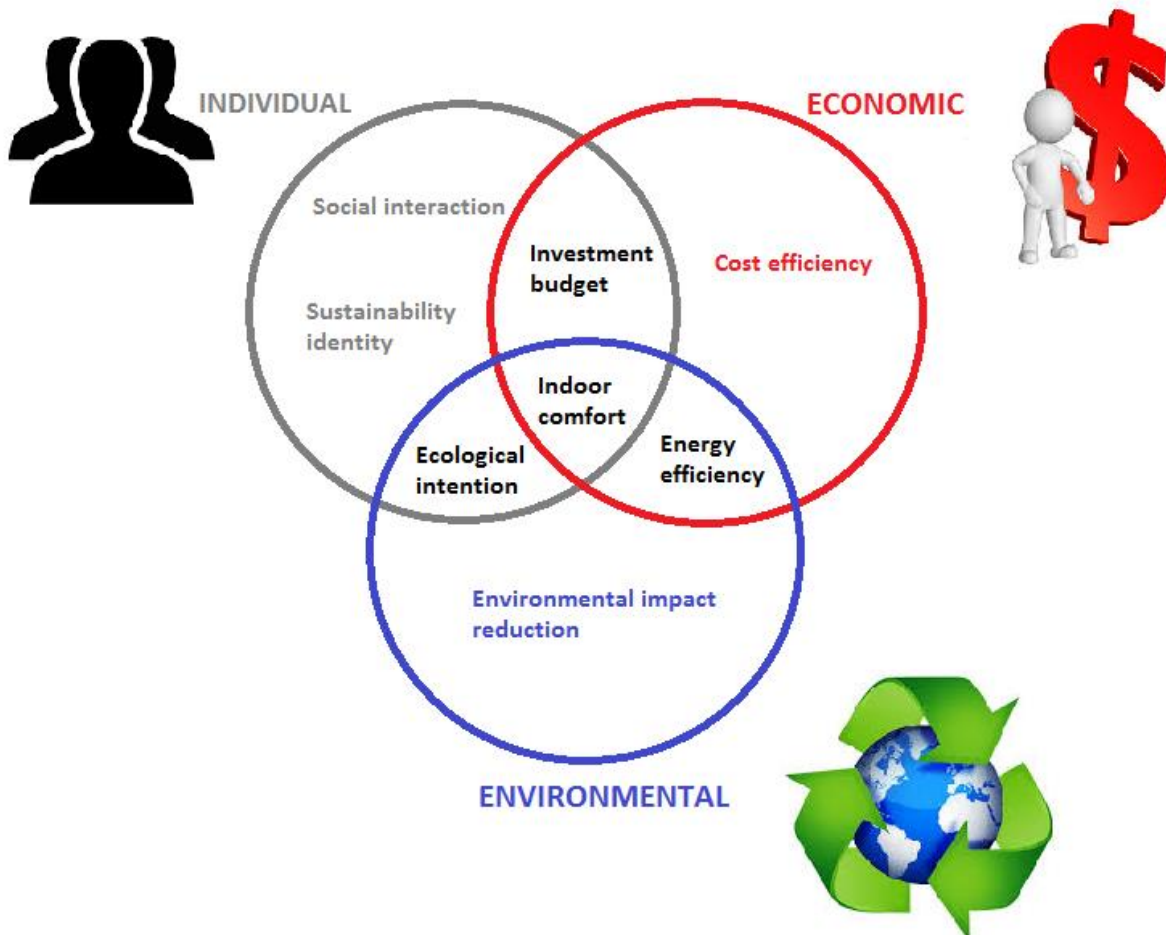 INDIVIDUAL
ECONOMIC
Social interaction
Investment
budget
Cost efficiency
Sustainability
identity
Indoor
comfort
Ecological
intention
Energy
efficiency
Environmental impact
reduction
ENVIRONMENTAL